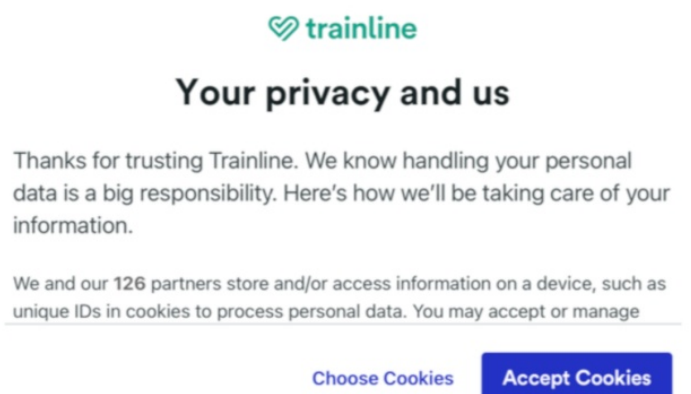 trainline
Your privacy and us
Thanks for trusting Trainline. We know handling your personal
data is a big responsibility. Here's how we'll be taking care of your
information.
We and our 126 partners store and/or access information on a device, such as
unique IDs in cookies to process personal data. You may accept or manage
Choose Cookies
Accept Cookies